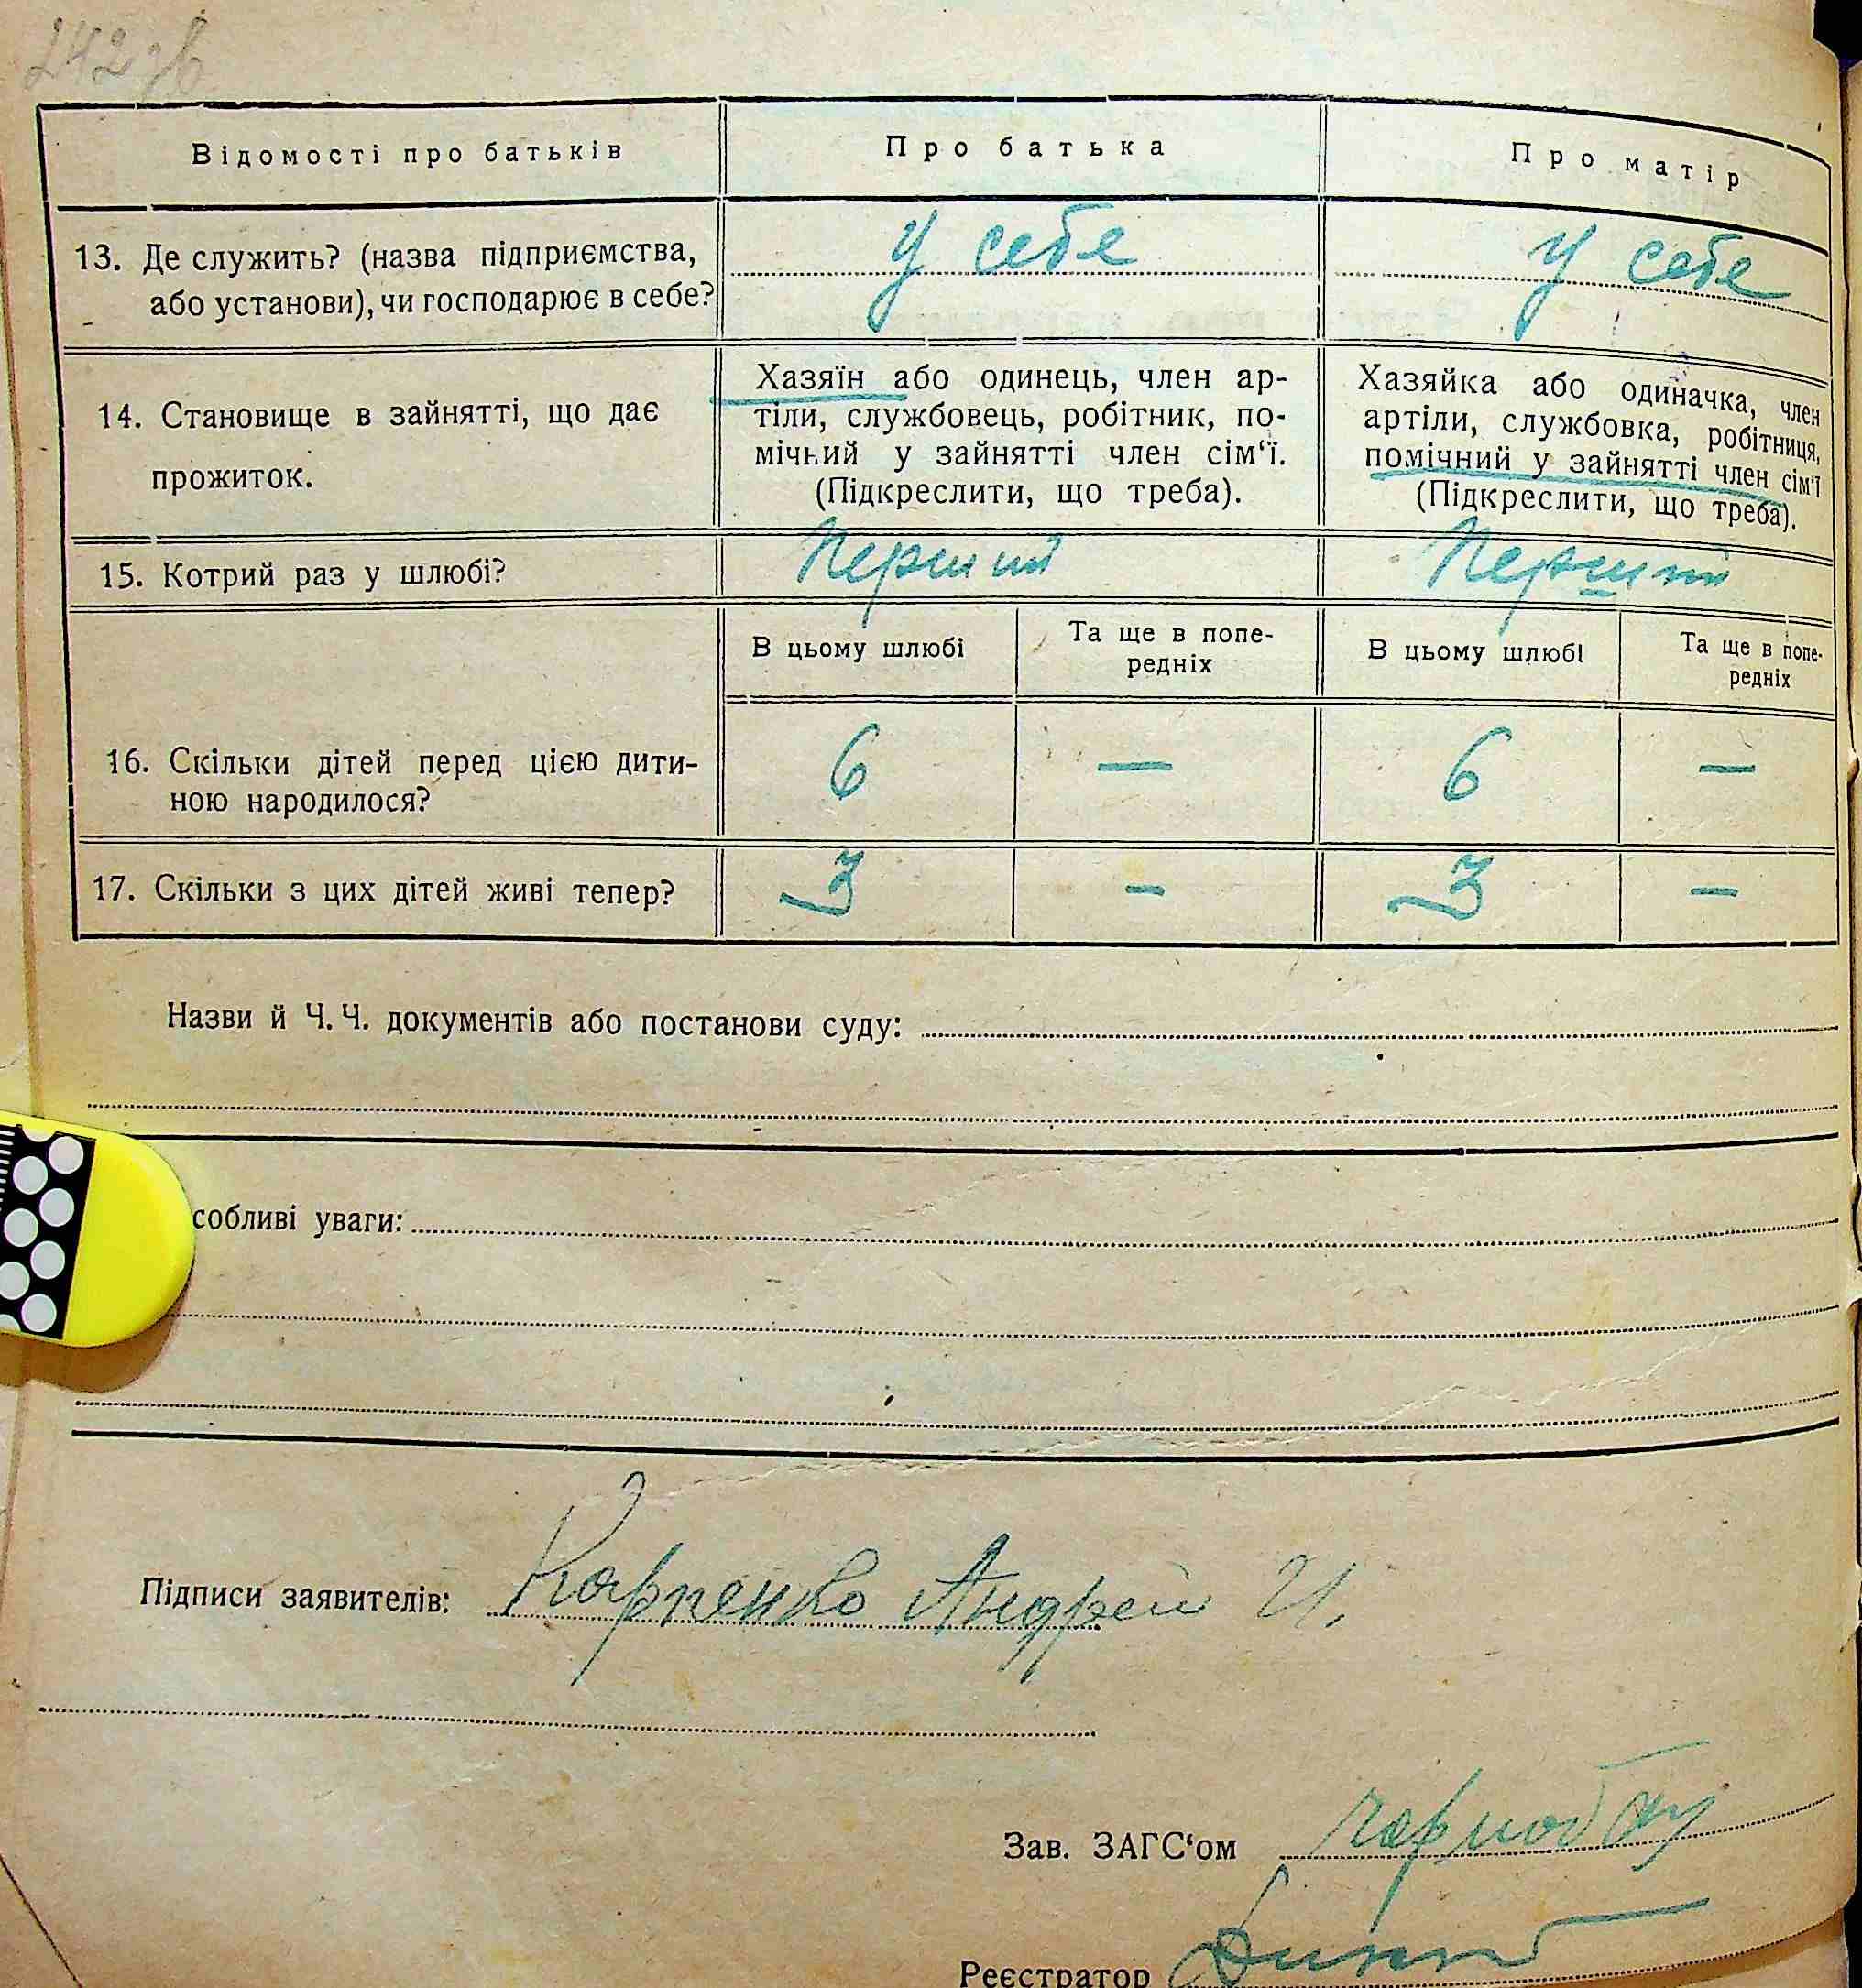 242 зв
Відомості про батьків
Про батька
Про матір
13. Де служить? (назва підприємства,
або установи), чи господарює в себе?
у себе
у себе
14. Становище в зайнятті, що дає
прожиток.
Хазяїн або одинець, член ар-
тіли, службовець, робітник, по-
мічний у зайнятті член сім‘ї.
(Підкреслити, що треба).
Хазяйка або одиначка, член
артіли, службовка, робітниця,
помічний у зайнятті член сім‘ї
(Підкреслити, що треба).
15. Котрий раз у шлюбі?
Перший
Перший
В цьому шлюбі
Та ще в попе-
редніх
В цьому шлюбі
Та ще в попе-
редніх
16. Скільки дітей перед цією дити-
ною народилося?
6
—
6
—
17. Скільки з цих дітей живі тепер?
3
—
3
—
Назви й Ч. Ч. документів або постанови суду:
собливі уваги:
Підписи заявителів: Карпенко Андрей И.
Зав. ЗАГС‘ом
Реєстратор